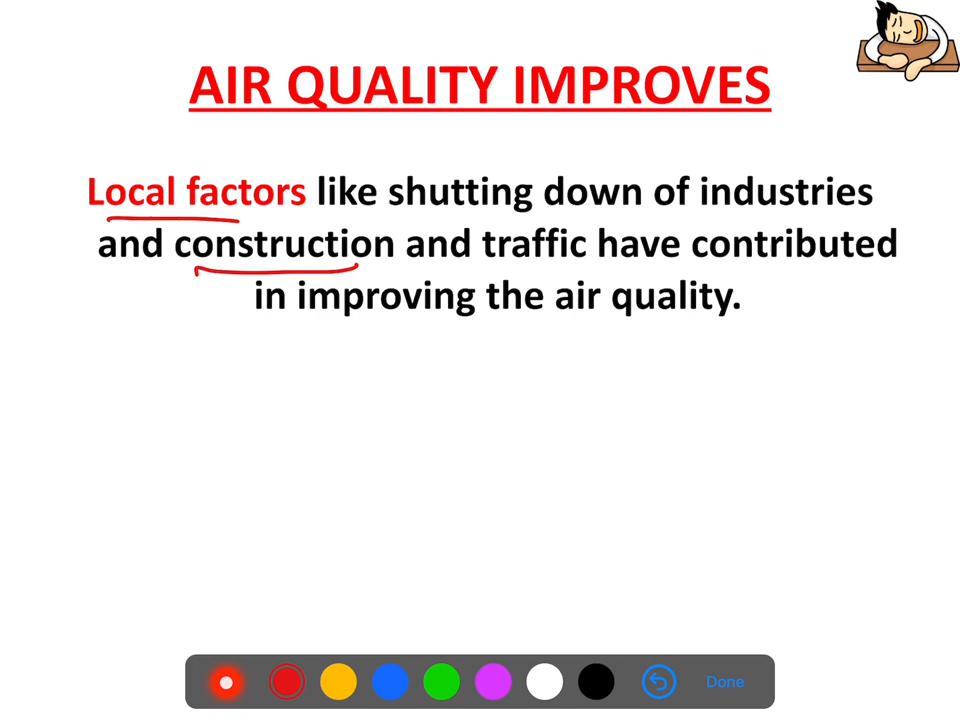 AIR QUALITY IMPROVES
Local factors like shutting down of industries
and construction and traffic have contributed
in improving the air quality.
Done